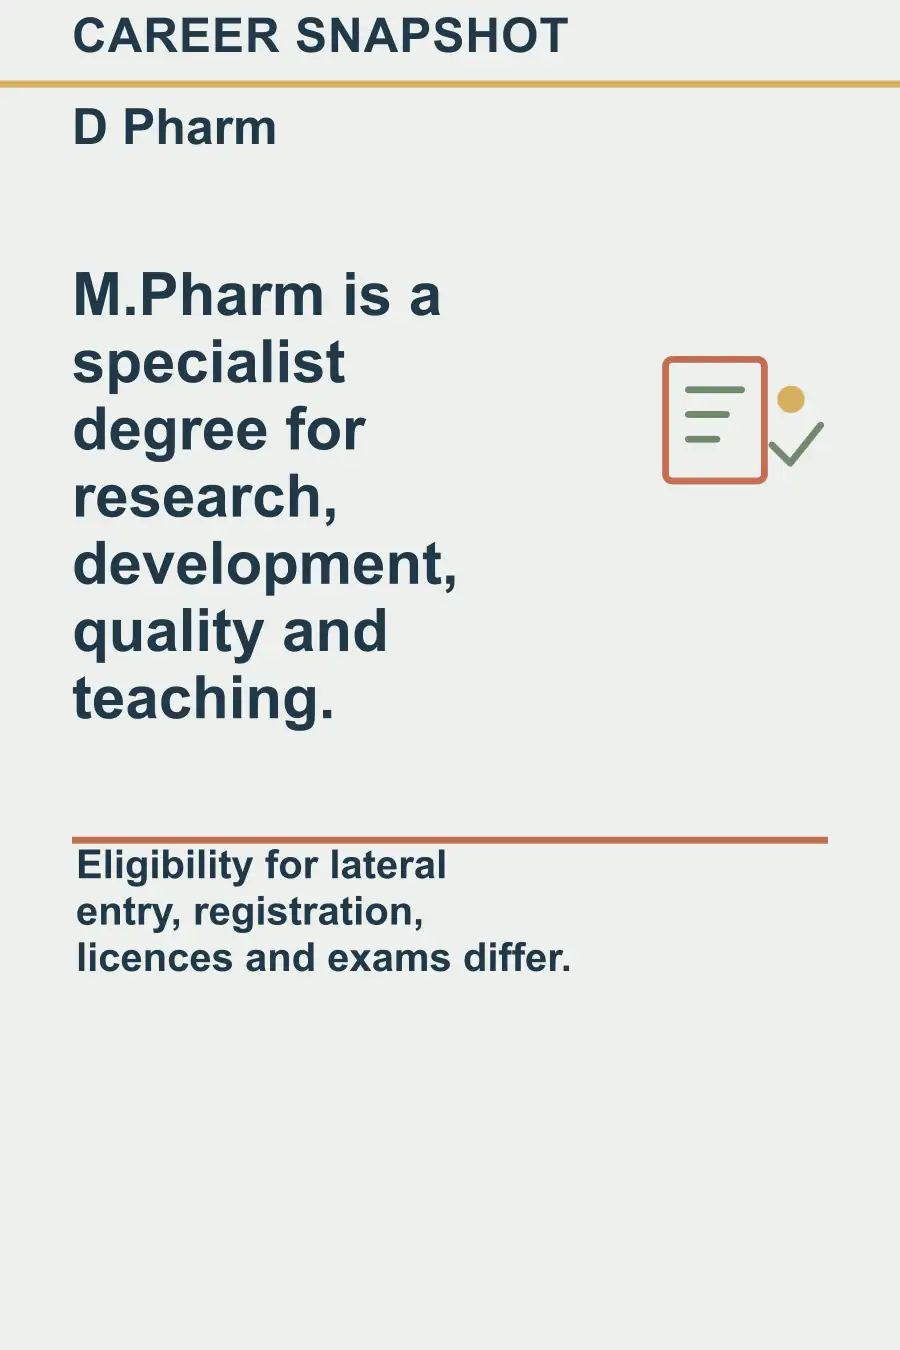 CAREER SNAPSHOT
D Pharm
M.Pharm is a
specialist
degree for
research,
development,
quality and
teaching.
Eligibility for lateral
entry, registration,
licences and exams differ.